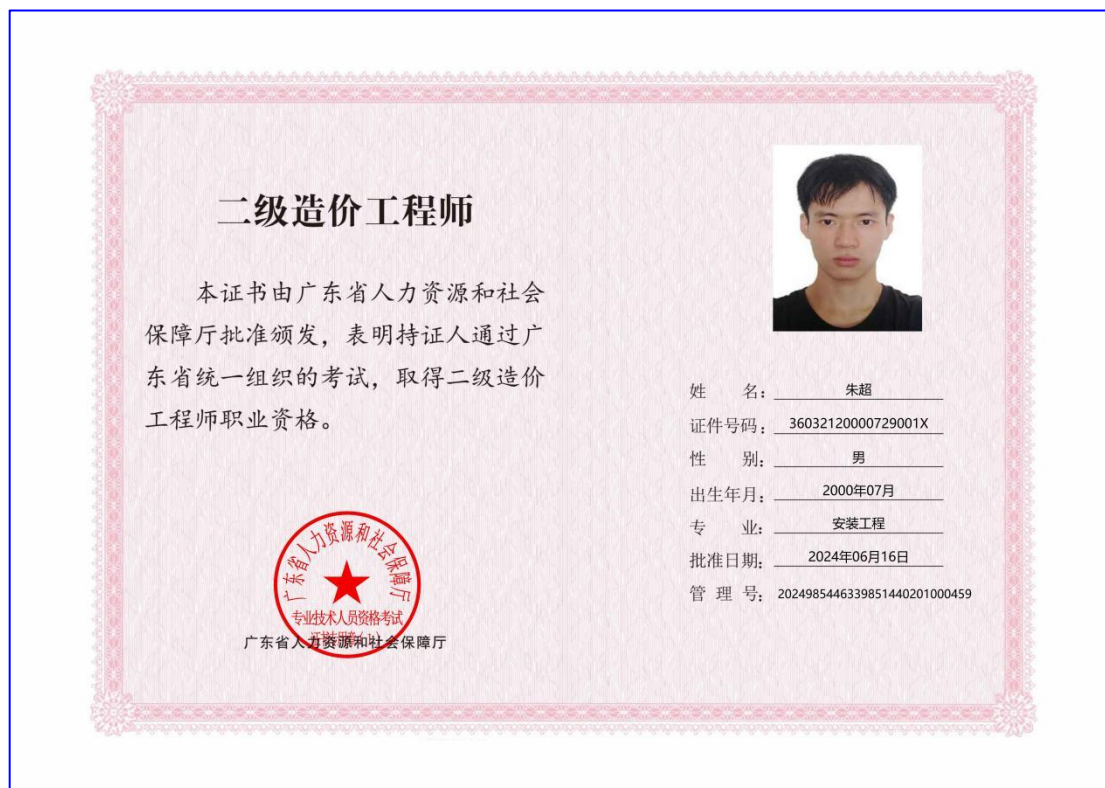 二级造价工程师
本证书由广东省人力资源和社会
保障厅批准颁发，表明持证人通过广
东省统一组织的考试，取得二级造价
工程师职业资格。
广东省人力资源和社会保障厅
专业技术人员资格考试
广东省人力资源和社会保障厅
姓 名：朱超
证件号码：36032120000729001X
性 别：男
出生年月：2000年07月
专 业：安装工程
批准日期：2024年06月16日
管 理 号：20249854463398514402010​00459